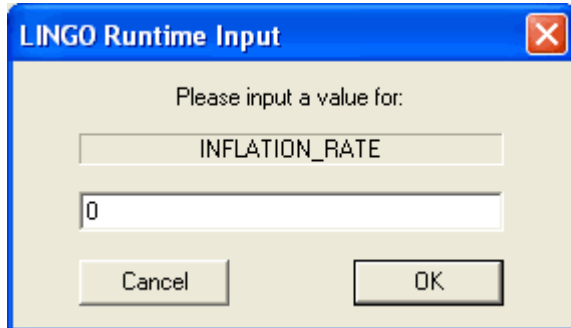 LINGO Runtime Input
Please input a value for:
INFLATION_RATE
0
Cancel OK